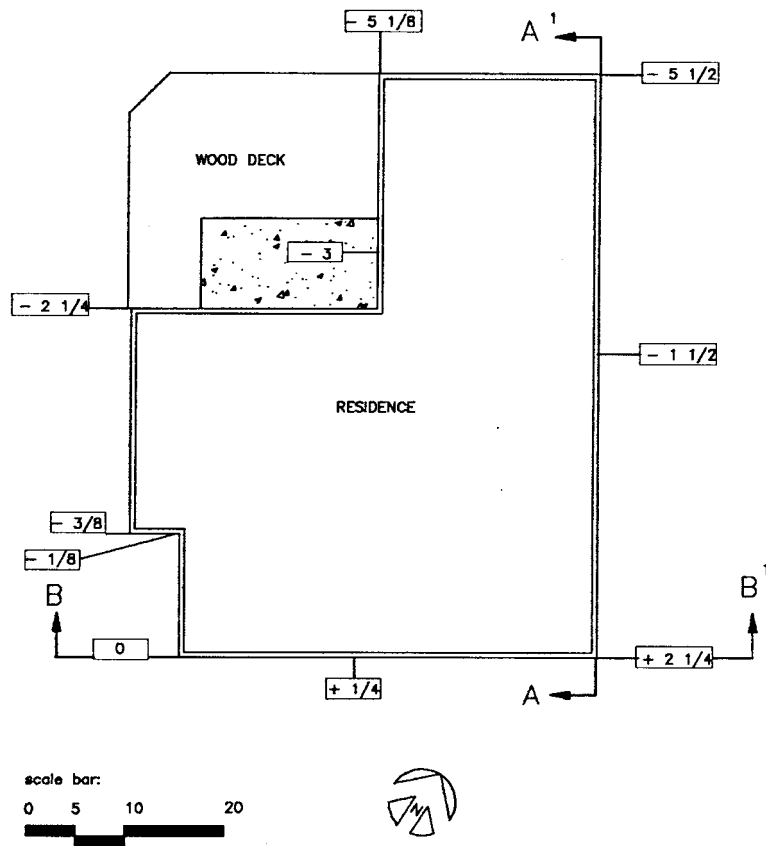 - 5 1/8
A 1
- 5 1/2
WOOD DECK
- 3
- 2 1/4
- 1 1/2
RESIDENCE
- 3/8
- 1/8
B
B 1
0
+ 2 1/4
+ 1/4
A
scale bar:
0 5 10 20
N